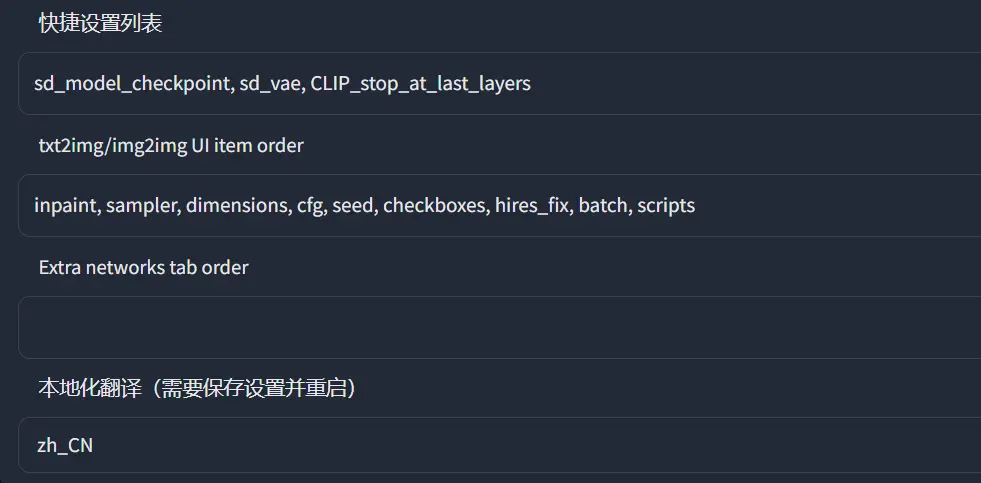 快捷设置列表
sd_model_checkpoint, sd_vae, CLIP_stop_at_last_layers
txt2img/img2img UI item order
inpaint, sampler, dimensions, cfg, seed, checkboxes, hires_fix, batch, scripts
Extra networks tab order
本地化翻译（需要保存设置并重启）
zh_CN